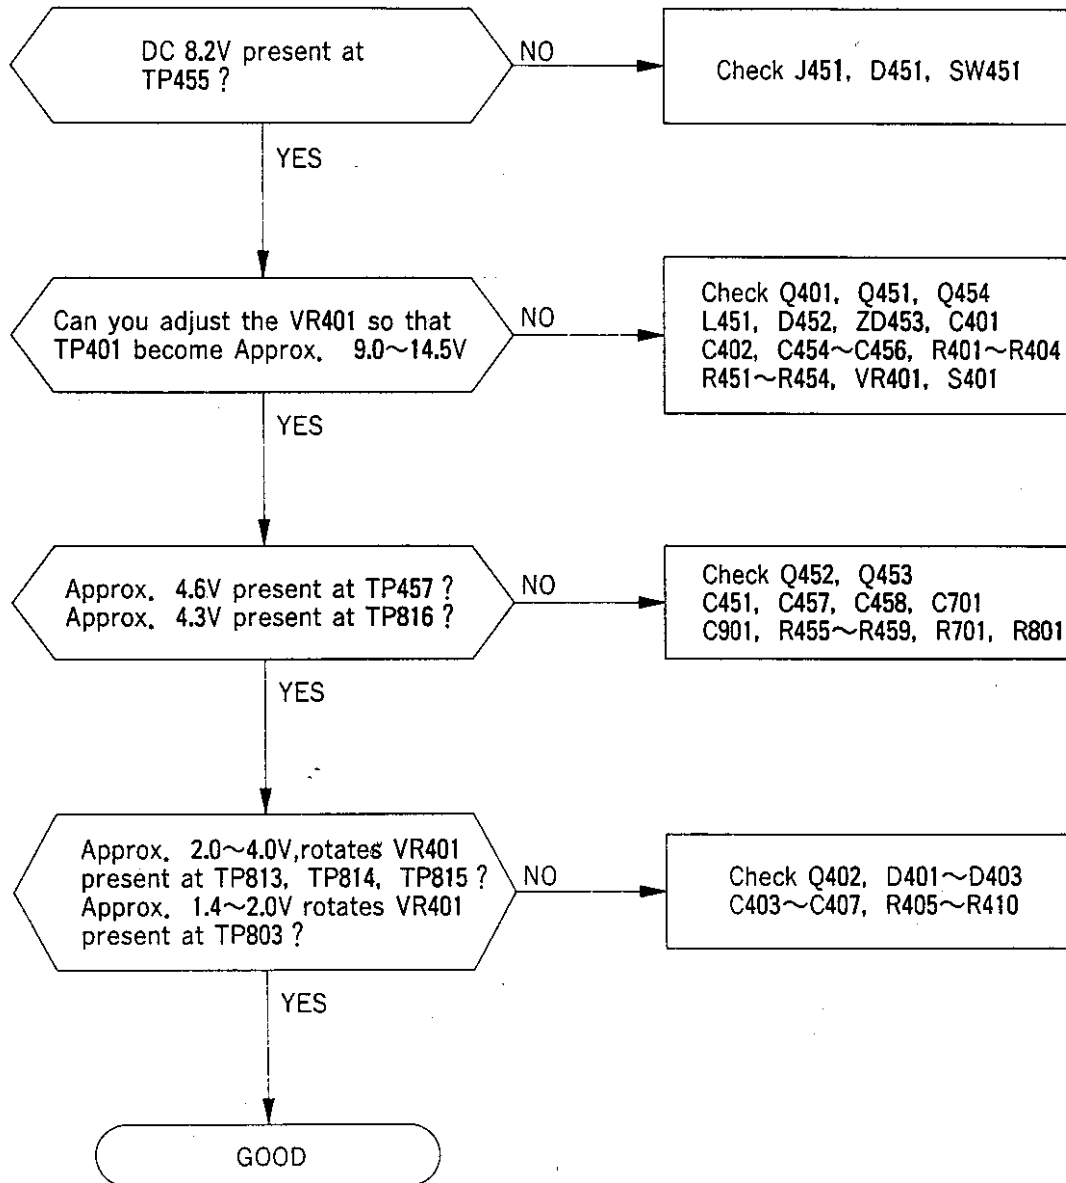 DC 8.2V present at
TP455 ?
NO
Check J451, D451, SW451
YES
Can you adjust the VR401 so that
TP401 become Approx. 9.0~14.5V
NO
Check Q401, Q451, Q454
L451, D452, ZD453, C401
C402, C454~C456, R401~R404
R451~R454, VR401, S401
YES
Approx. 4.6V present at TP457 ?
Approx. 4.3V present at TP816 ?
NO
Check Q452, Q453
C451, C457, C458, C701
C901, R455~R459, R701, R801
YES
Approx. 2.0~4.0V,rotates VR401
present at TP813, TP814, TP815 ?
Approx. 1.4~2.0V rotates VR401
present at TP803 ?
NO
Check Q402, D401~D403
C403~C407, R405~R410
YES
GOOD